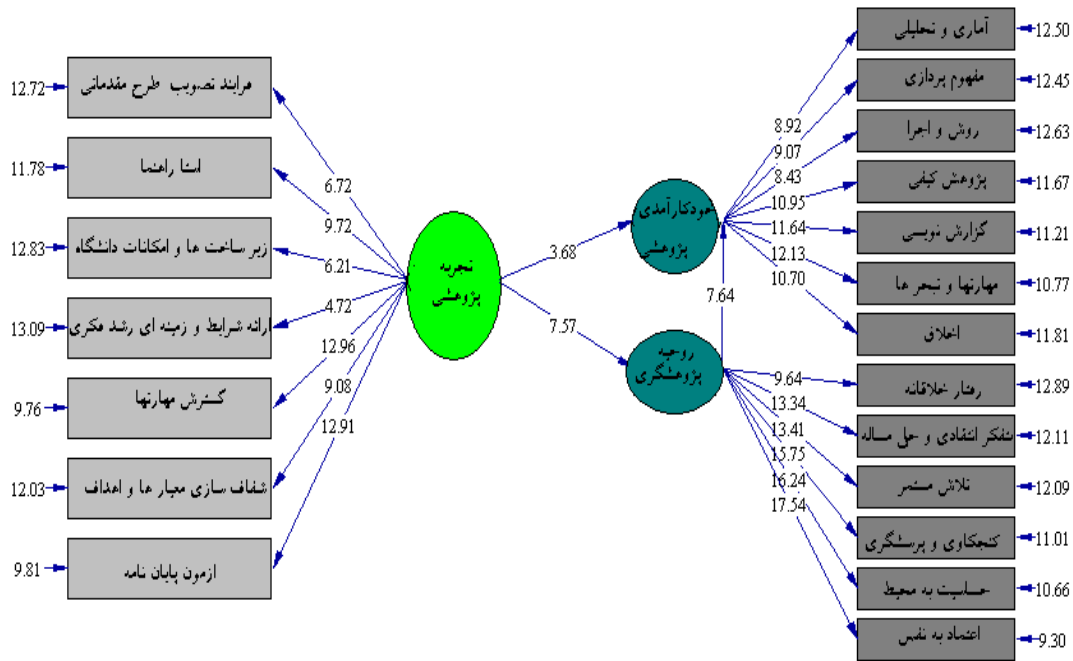 فرایند تصویب طرح مقدماتی
12.72
استا راهنما
11.78
زیر ساخت ها و امکانات دانشگاه
12.83
ارائه شرایط و زمینه ای رشد فکری
13.09
گسترش مهارتها
9.76
شفاف سازی معیار ها و اهداف
12.03
ازمون پایان نامه
9.81
6.72
9.72
6.21
4.72
12.96
9.08
12.91
تجربه
پژوهشی
3.68
7.57
خودکارآمدی
پژوهشی
7.64
روحیه
پژوهشگری
8.92
9.07
8.43
10.95
11.64
12.13
10.70
9.64
13.34
13.41
15.75
16.24
17.54
آماری و تحلیلی
12.50
مفهوم پردازی
12.45
روش و اجرا
12.63
پژوهش کیفی
11.67
گزارش نویسی
11.21
مهارتها و تبحر ها
10.77
اخلاق
11.81
رفتار خلاقانه
12.89
تفکر انتقادی و حل مساله
12.11
تلاش مستمر
12.09
کنجکاوی و پرسشگری
11.01
حساسیت به محیط
10.66
اعتماد به نفس
9.30